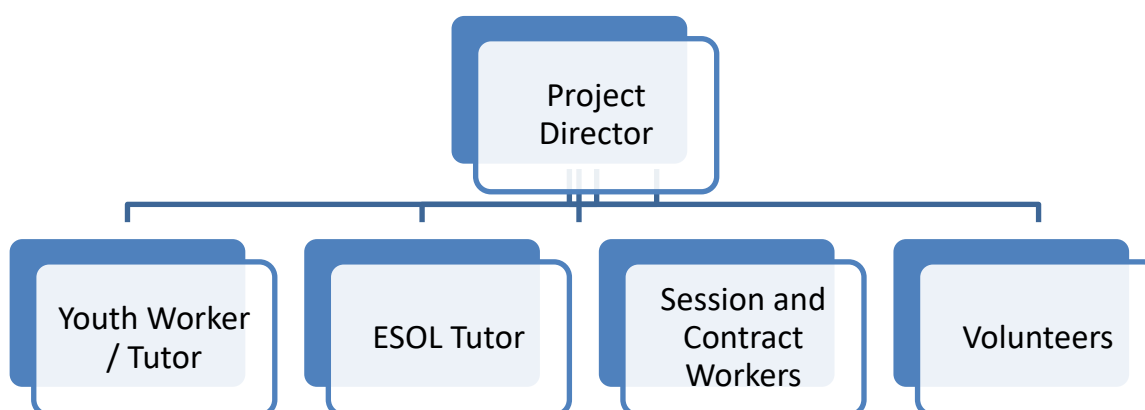 Project
Director
Youth Worker
/ Tutor
ESOL Tutor
Session and
Contract
Workers
Volunteers